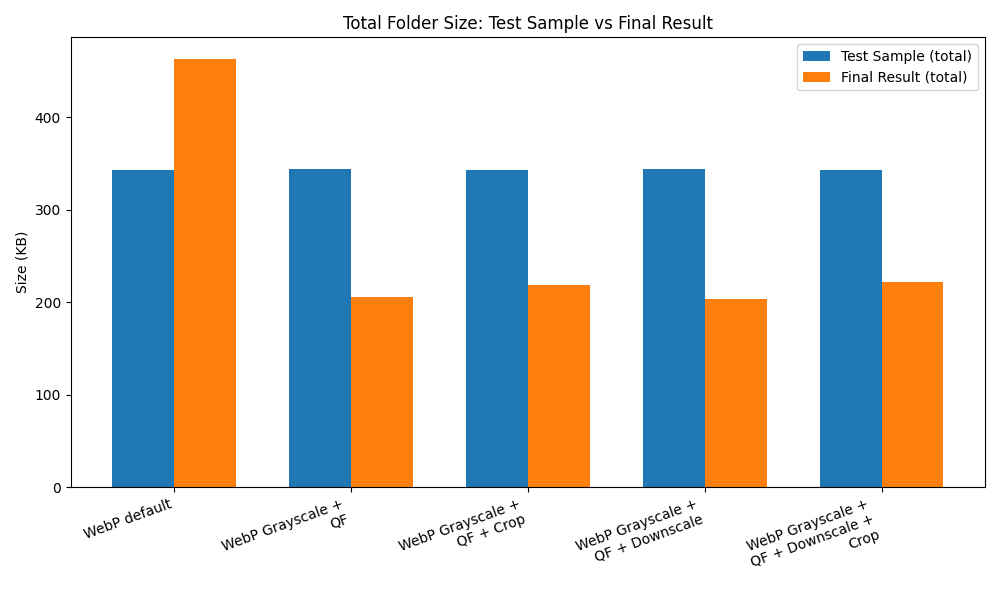 Total Folder Size: Test Sample vs Final Result
Test Sample (total)
Final Result (total)
Size (KB)
400
300
200
100
0
WebP default
WebP Grayscale +
QF
WebP Grayscale +
QF + Crop
WebP Grayscale +
QF + Downscale
WebP Grayscale +
QF + Downscale +
Crop